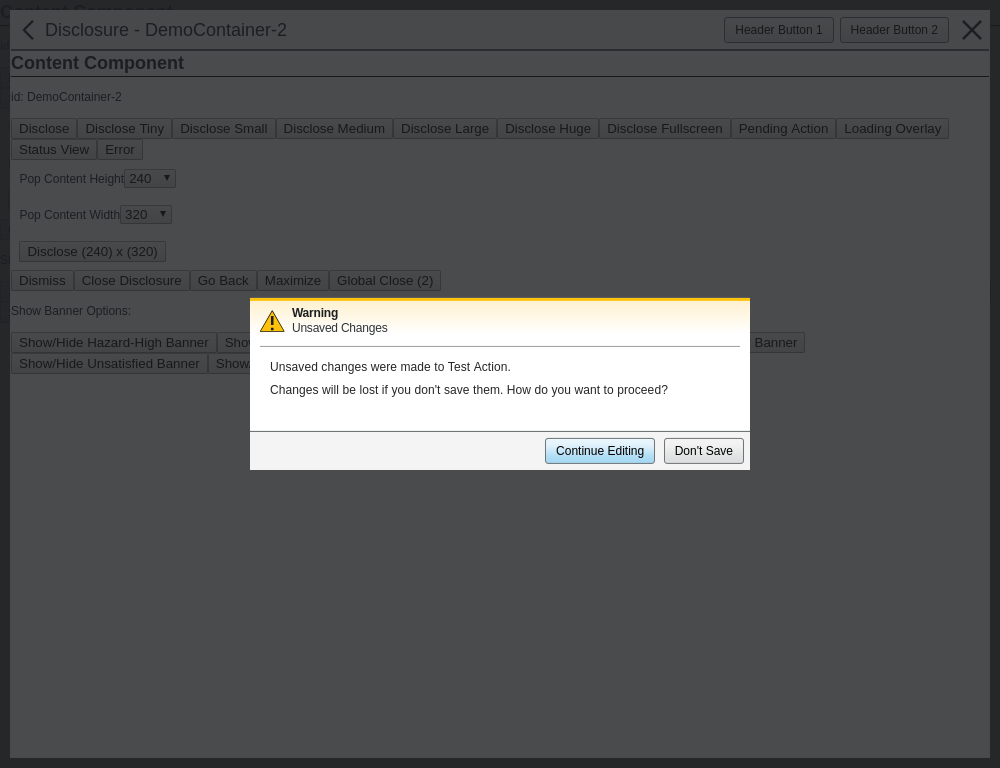 Disclosure - DemoContainer-2
Header Button 1 Header Button 2
Content Component
id: DemoContainer-2
Disclose Disclose Tiny Disclose Small Disclose Medium Disclose Large Disclose Huge Disclose Fullscreen Pending Action Loading Overlay
Status View Error
Pop Content Height 240
Pop Content Width 320
Disclose (240) x (320)
Dismiss Close Disclosure Go Back Maximize Global Close (2)
Show Banner Options:
Show/Hide Hazard-High Banner Banner
Show/Hide Unsatisfied Banner
Warning
Unsaved Changes
Unsaved changes were made to Test Action.
Changes will be lost if you don't save them. How do you want to proceed?
Continue Editing Don't Save